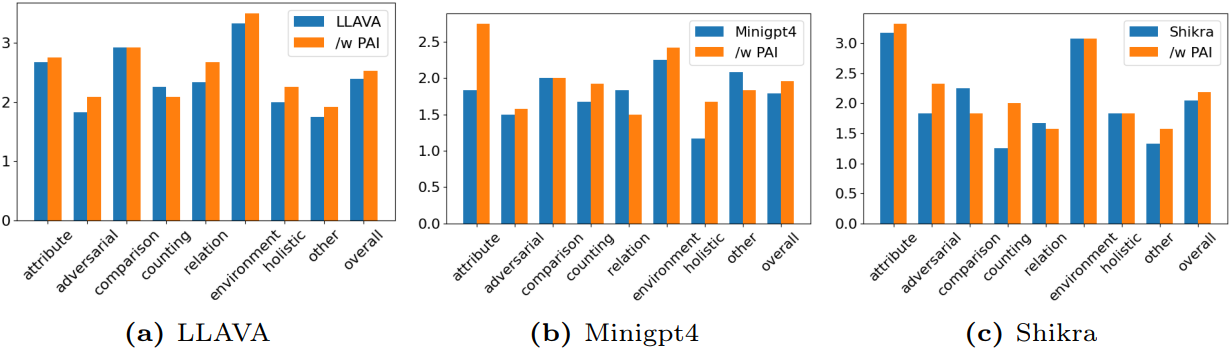 LLAVA
/w PAI
3
2
1
0
attribute
adversarial
comparison
counting
relation
environment
holistic
other
overall
(a) LLAVA
Minigpt4
/w PAI
2.5
2.0
1.5
1.0
0.5
0.0
attribute
adversarial
comparison
counting
relation
environment
holistic
other
overall
(b) Minigpt4
Shikra
/w PAI
3.0
2.5
2.0
1.5
1.0
0.5
0.0
attribute
adversarial
comparison
counting
relation
environment
holistic
other
overall
(c) Shikra